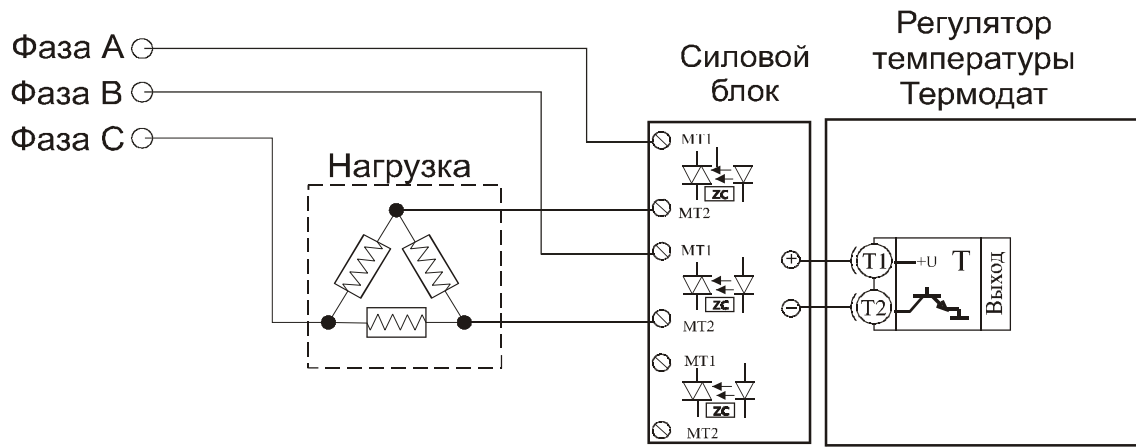 Регулятор
температуры
Термодат
Силовой
блок
Фаза А
Фаза В
Фаза С
Нагрузка
MT1
ZC
MT2
MT1
ZC
MT2
MT1
ZC
MT2
+
−
T1
+U
T
T2
Выход